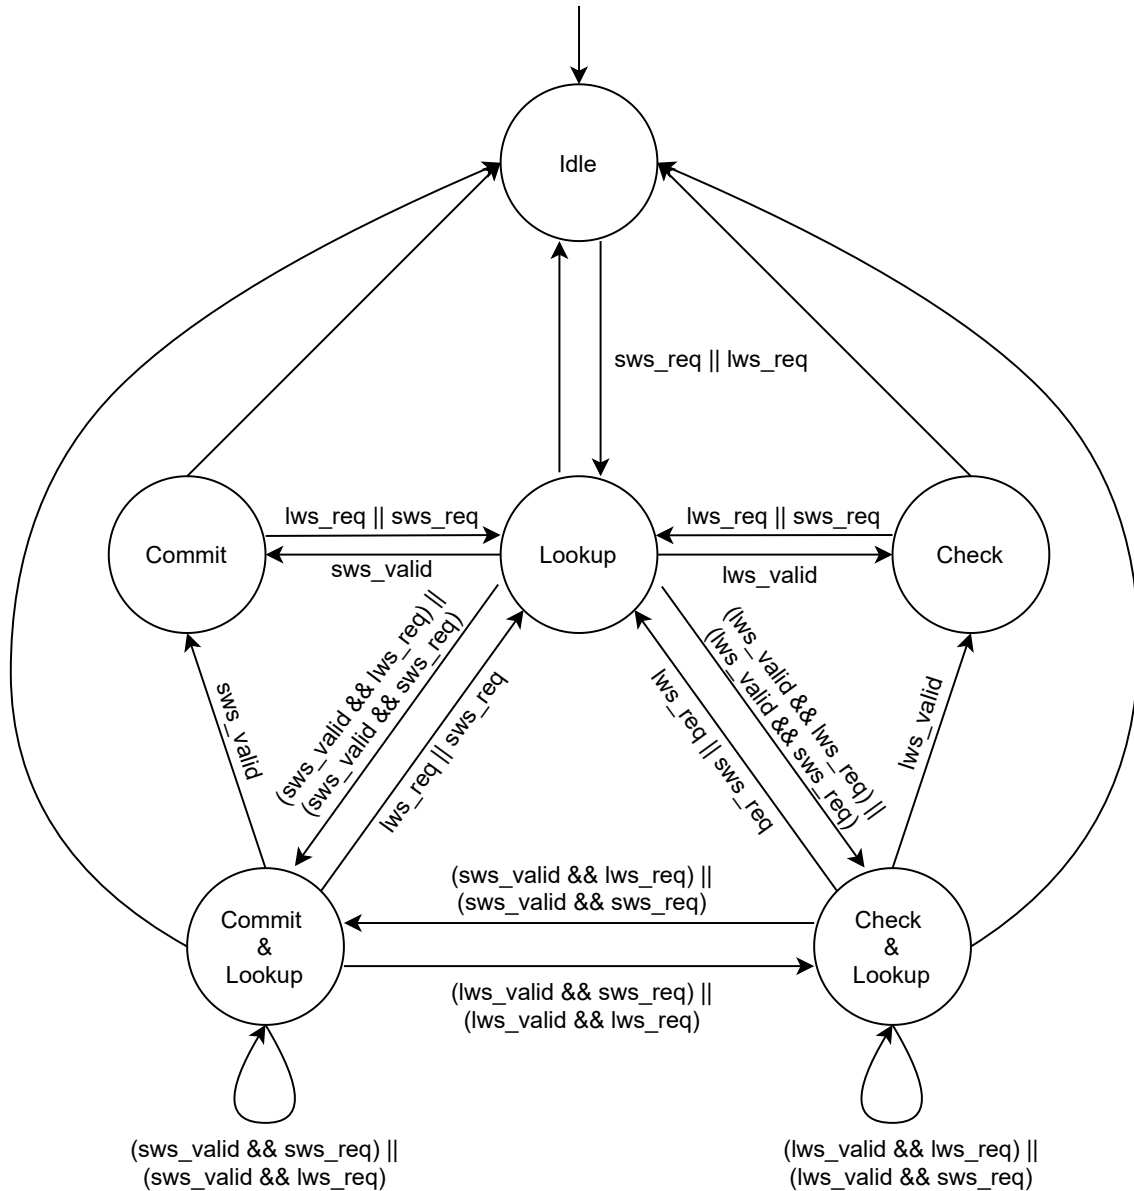 Idle
sws_req || lws_req
lws_req || sws_req
lws_req || sws_req
Commit
Lookup
Check
sws_valid
lws_valid
(sws_valid && lws_req) ||
(sws_valid && sws_req)
(lws_valid && lws_req) ||
(lws_valid && sws_req)
sws_valid
lws_req || sws_req
lws_req || sws_req
lws_valid
(sws_valid && lws_req) ||
(sws_valid && sws_req)
Commit
&
Lookup
Check
&
Lookup
(lws_valid && sws_req) ||
(lws_valid && lws_req)
(sws_valid && sws_req) ||
(sws_valid && lws_req)
(lws_valid && lws_req) ||
(lws_valid && sws_req)